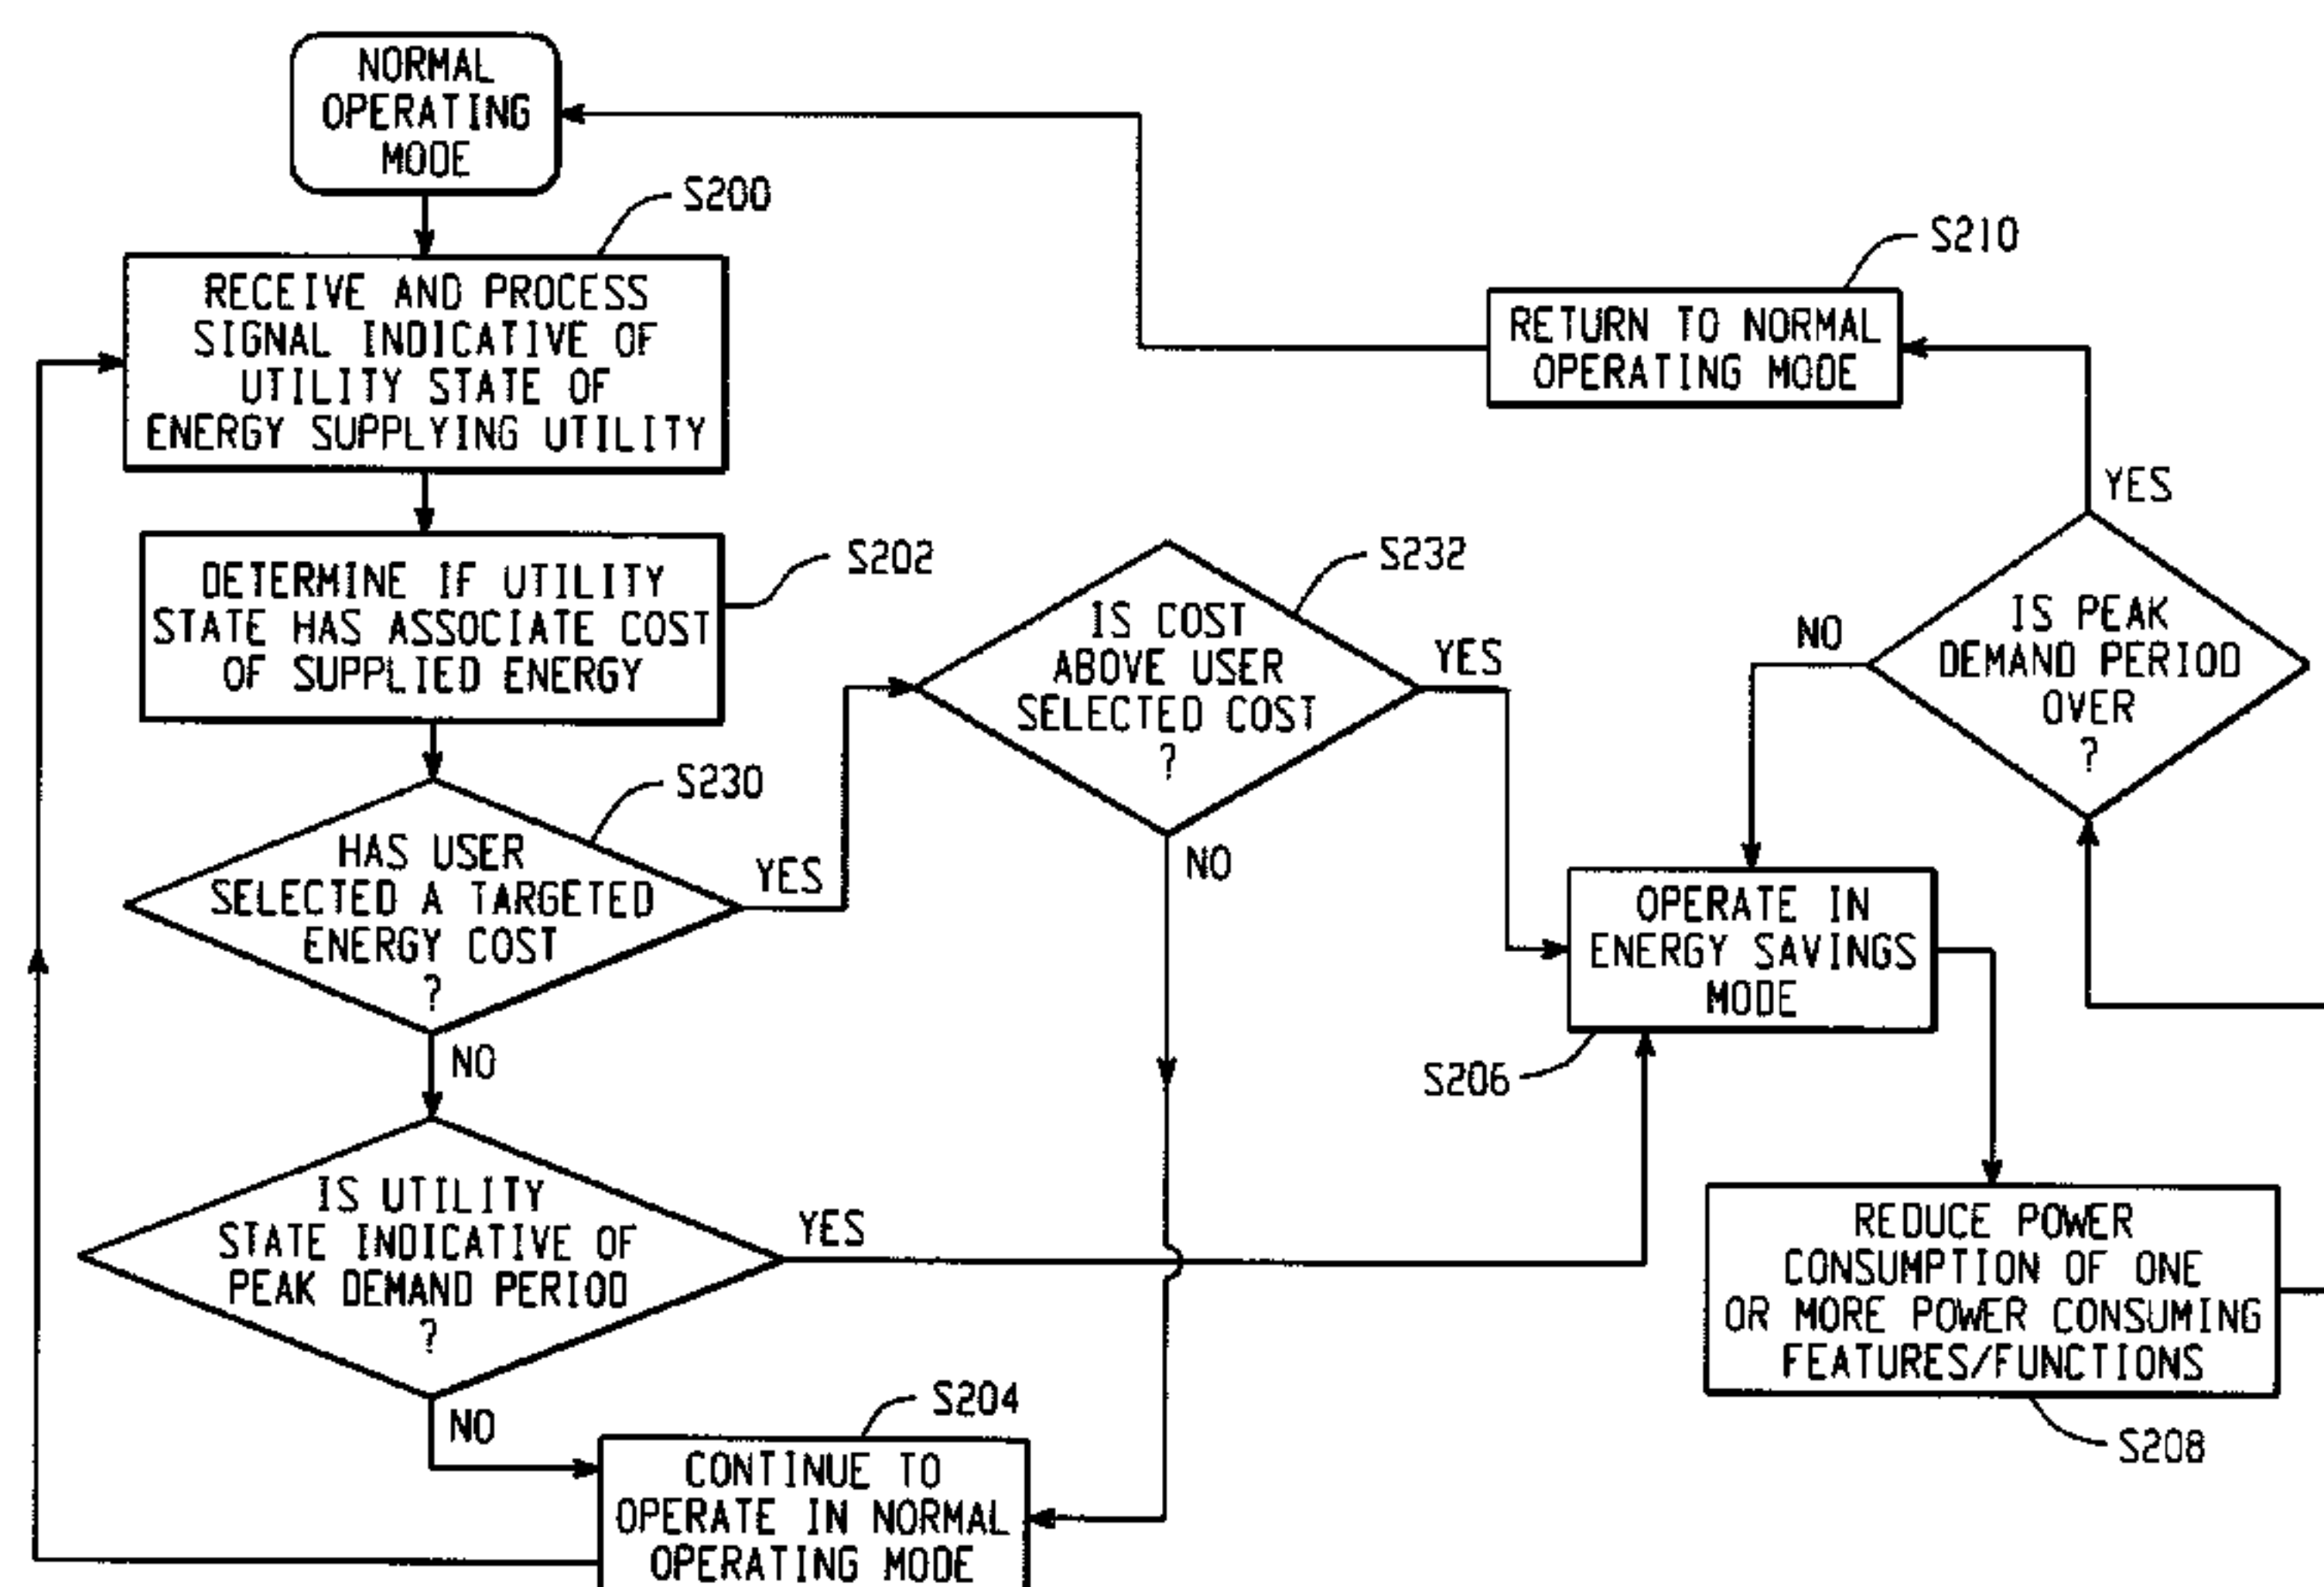 NORMAL
OPERATING
MODE
S200
RECEIVE AND PROCESS
SIGNAL INDICATIVE OF
UTILITY STATE OF
ENERGY SUPPLYING UTILITY
S202
DETERMINE IF UTILITY
STATE HAS ASSOCIATE COST
OF SUPPLIED ENERGY
S230
HAS USER
SELECTED A TARGETED
ENERGY COST
?
YES
NO
IS UTILITY
STATE INDICATIVE OF
PEAK DEMAND PERIOD
?
YES
NO
S204
CONTINUE TO
OPERATE IN NORMAL
OPERATING MODE
S232
IS COST
ABOVE USER
SELECTED COST
?
YES
NO
S210
RETURN TO NORMAL
OPERATING MODE
YES
NO
IS PEAK
DEMAND PERIOD
OVER
?
OPERATE IN
ENERGY SAVINGS
MODE
S206
REDUCE POWER
CONSUMPTION OF ONE
OR MORE POWER CONSUMING
FEATURES/FUNCTIONS
S208